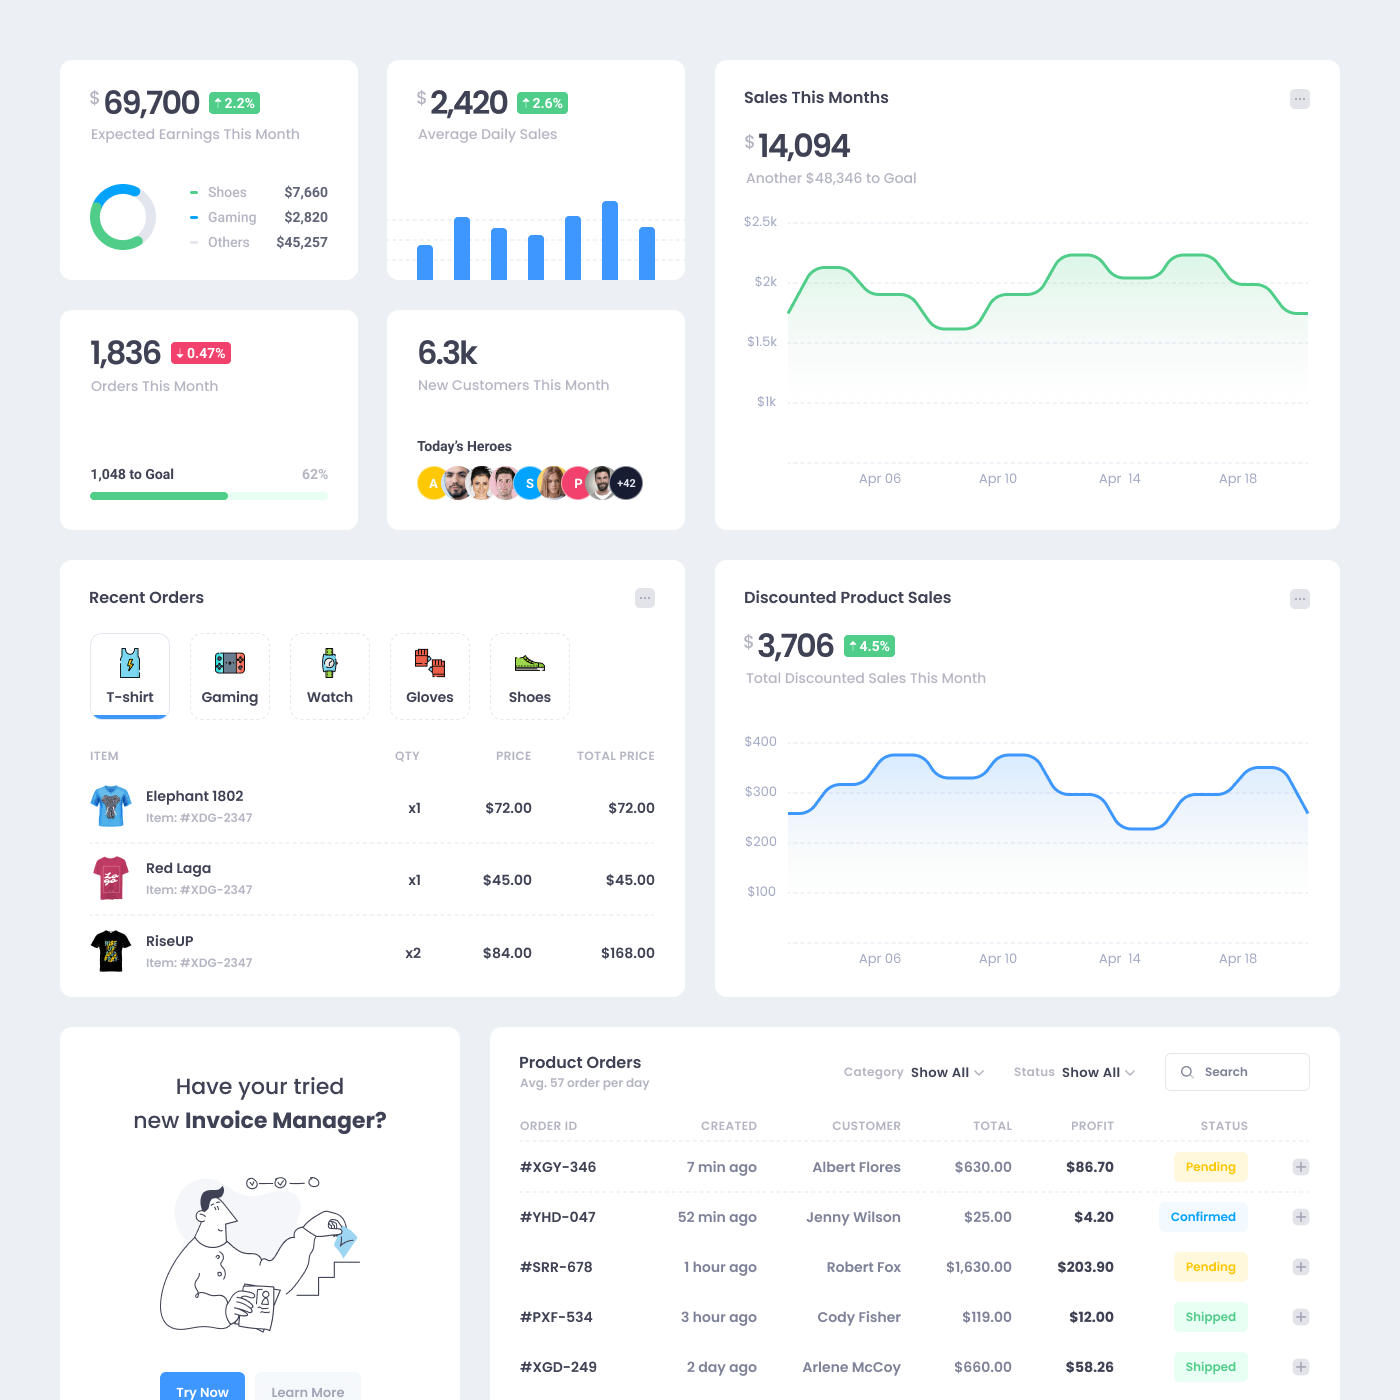 $ 69,700 2.2%
Expected Earnings This Month
Shoes $7,660
Gaming $2,820
Others $45,257
$ 2,420 2.6%
Average Daily Sales
Sales This Months
$ 14,094
Another $48,346 to Goal
$2.5k
$2k
$1.5k
$1k
Apr 06 Apr 10 Apr 14 Apr 18
1,836 0.47%
Orders This Month
1,048 to Goal 62%
6.3k
New Customers This Month
Today's Heroes
A S P +42
Recent Orders
T-shirt Gaming Watch Gloves Shoes
ITEM QTY PRICE TOTAL PRICE
Elephant 1802
Item: #XDG-2347
x1 $72.00 $72.00
Red Laga
Item: #XDG-2347
x1 $45.00 $45.00
RiseUP
Item: #XDG-2347
x2 $84.00 $168.00
Discounted Product Sales
$ 3,706 4.5%
Total Discounted Sales This Month
$400
$300
$200
$100
Apr 06 Apr 10 Apr 14 Apr 18
Have your tried
new Invoice Manager?
Try Now Learn More
Product Orders
Avg. 57 order per day
Category Show All Status Show All Search
ORDER ID CREATED CUSTOMER TOTAL PROFIT STATUS
#XGY-346 7 min ago Albert Flores $630.00 $86.70 Pending
#YHD-047 52 min ago Jenny Wilson $25.00 $4.20 Confirmed
#SRR-678 1 hour ago Robert Fox $1,630.00 $203.90 Pending
#PXF-534 3 hour ago Cody Fisher $119.00 $12.00 Shipped
#XGD-249 2 day ago Arlene McCoy $660.00 $58.26 Shipped